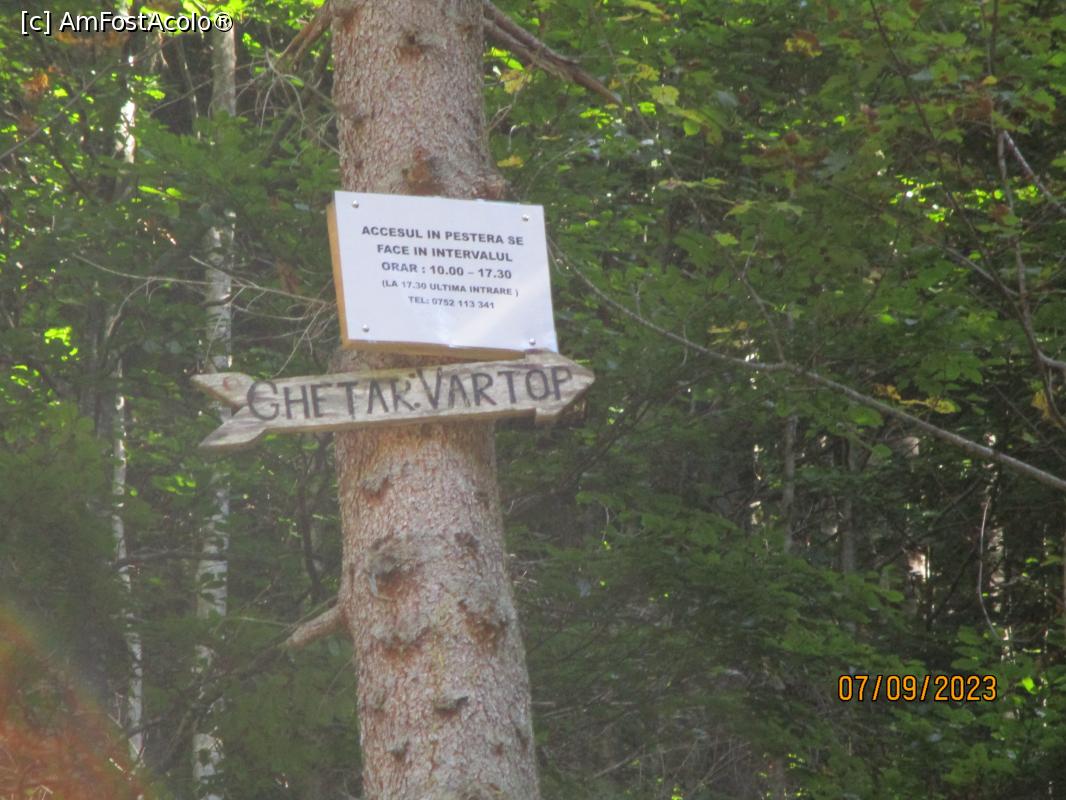 [c] AmFostAcolo®
ACCESUL IN PESTERA SE
FACE IN INTERVALUL
ORAR : 10.00 – 17.30
(LA 17.30 ULTIMA INTRARE )
TEL: 0752 113 341
GHETAR.VARTOP
07/09/2023